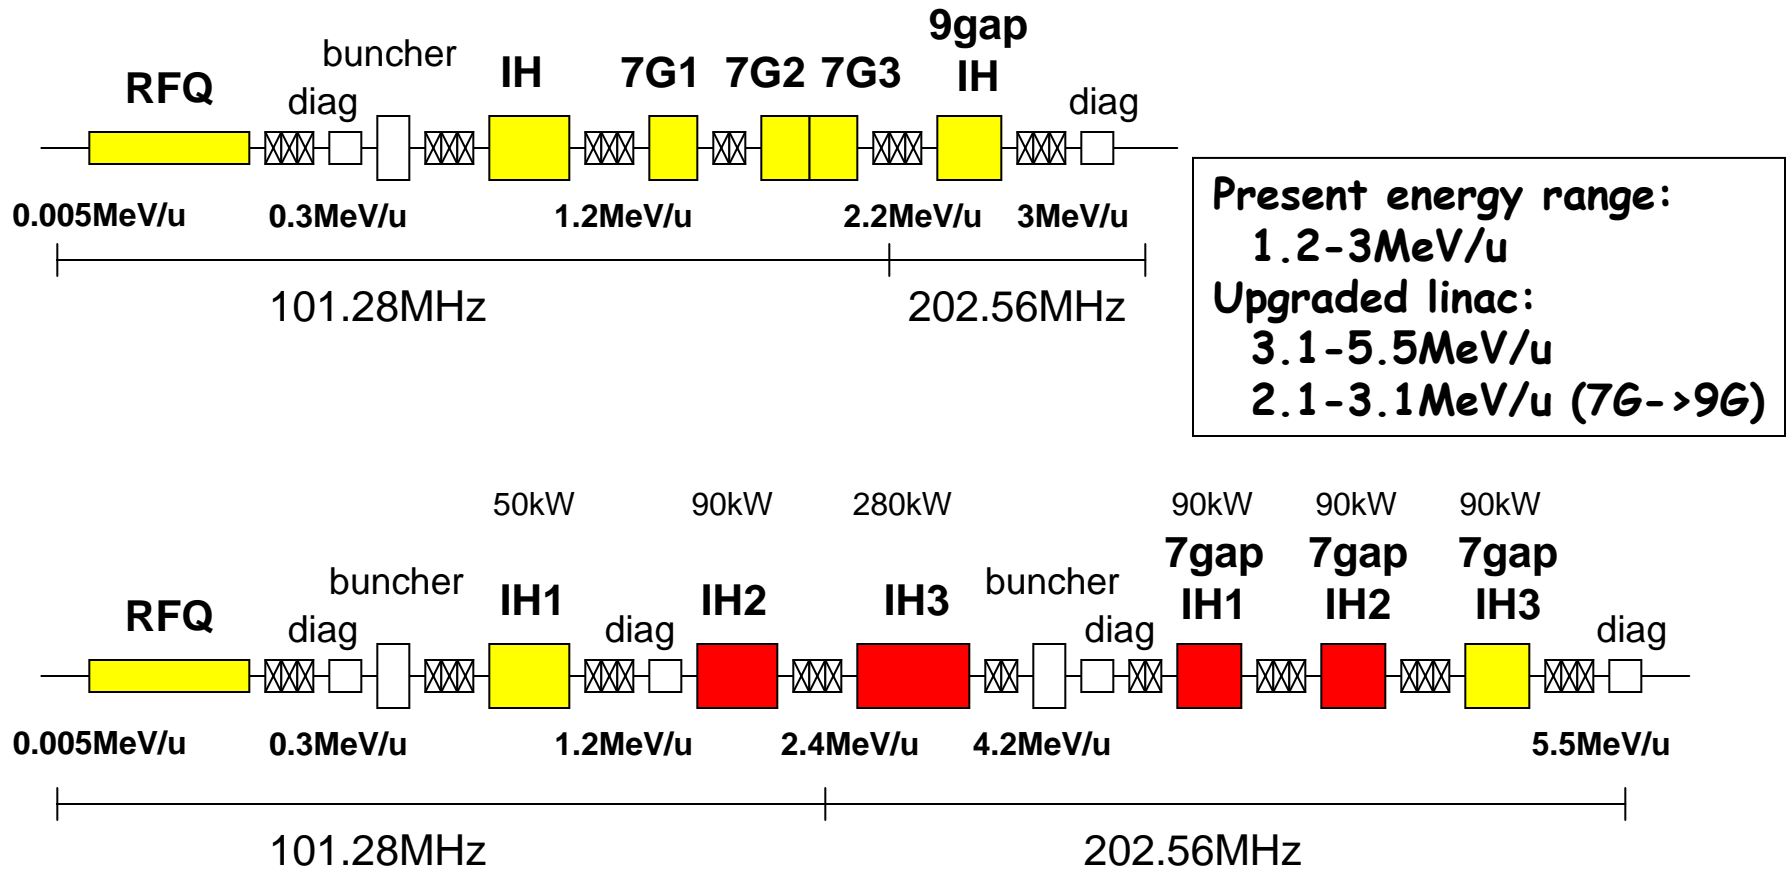 9gap
buncher IH 7G1 7G2 7G3 IH
RFQ diag diag
0.005MeV/u 0.3MeV/u 1.2MeV/u 2.2MeV/u 3MeV/u
101.28MHz 202.56MHz
Present energy range:
1.2-3MeV/u
Upgraded linac:
3.1-5.5MeV/u
2.1-3.1MeV/u (7G->9G)
50kW 90kW 280kW 90kW 90kW 90kW
7gap 7gap 7gap
buncher IH1 IH2 IH3 buncher IH1 IH2 IH3
RFQ diag diag diag diag
0.005MeV/u 0.3MeV/u 1.2MeV/u 2.4MeV/u 4.2MeV/u 5.5MeV/u
101.28MHz 202.56MHz